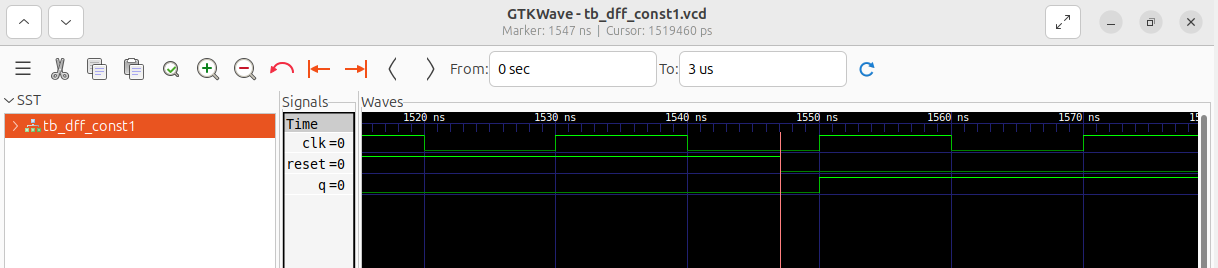 GTKWave - tb_dff_const1.vcd
Marker: 1547 ns | Cursor: 1519460 ps
From: 0 sec To: 3 us
SST
tb_dff_const1
Signals
Time
clk =0
reset =0
q =0
Waves
1520 ns 1530 ns 1540 ns 1550 ns 1560 ns 1570 ns